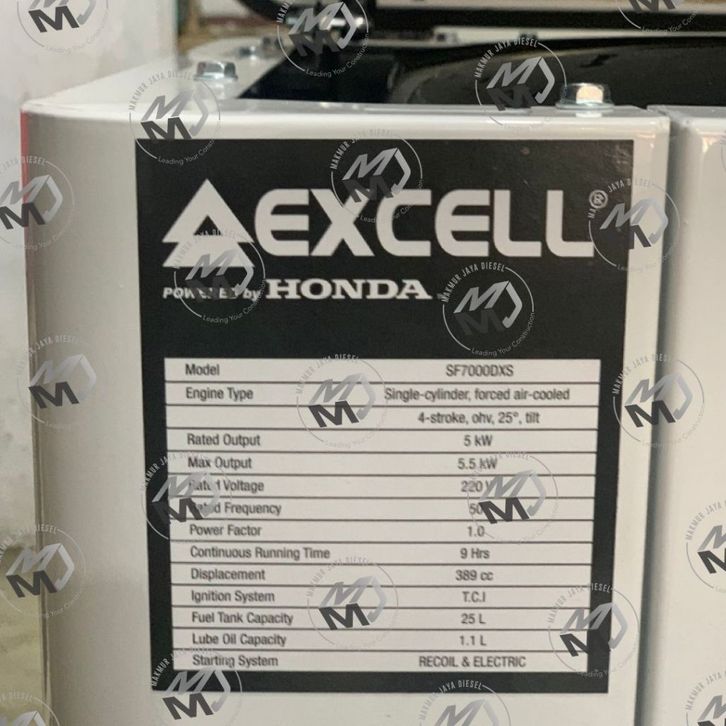 EXCELL®
POWERED by HONDA
Model SF7000DXS
Engine Type Single-cylinder, forced air-cooled
4-stroke, ohv, 25°, tilt
Rated Output 5 kW
Max Output 5.5 kW
Rated Voltage 220 V
Rated Frequency 50
Power Factor 1.0
Continuous Running Time 9 Hrs
Displacement 389 cc
Ignition System T.C.I
Fuel Tank Capacity 25 L
Lube Oil Capacity 1.1 L
Starting System RECOIL & ELECTRIC
MAKMUR JAYA DIESEL
Leading Your Construction